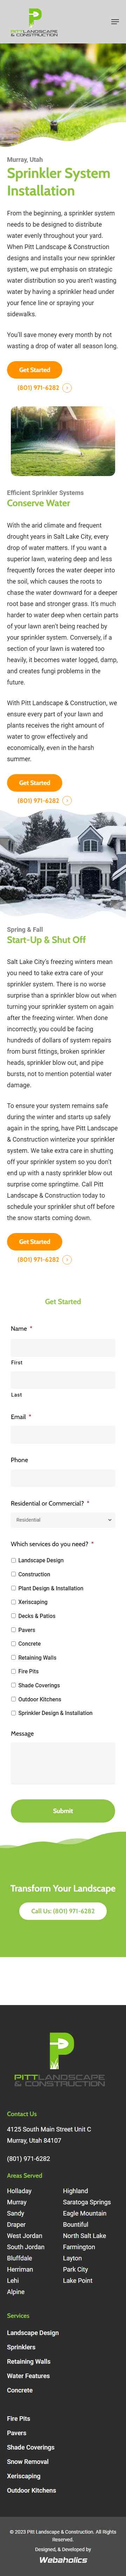 PITT LANDSCAPE
& CONSTRUCTION
Murray, Utah
Sprinkler System
Installation
From the beginning, a sprinkler system
needs to be designed to distribute
water evenly throughout your yard.
When Pitt Landscape & Construction
designs and installs your new sprinkler
system, we put emphasis on strategic
water distribution so you aren't wasting
water by having a sprinkler head under
your fence line or spraying your
sidewalks.
You'll save money every month by not
wasting a drop of water all season long.
Get Started
(801) 971-6282
Efficient Sprinkler Systems
Conserve Water
With the arid climate and frequent
drought years in Salt Lake City, every
drop of water matters. If you want a
nice, lush green lawn, deep watering
frequently forces the water deeper into
the soil, which causes the roots to
chase the water downward for a deeper
root base and stronger grass. It's much
harder to keep deep water certain parts
of your lawn aren't being reached by
your sprinkler system. Conversely, if a
section of your lawn is watered too
heavily, it becomes water logged, damp,
and creates fungi problems in the
future.
With Pitt Landscape & Construction, we
ensure every part of your lawn and
plants receives the right amount of
water to grow effectively and
economically, even in the harsh
summer.
Get Started
(801) 971-6282
Spring & Fall
Start-Up & Shut Off
Salt Lake City's freezing winters mean
you need to take care of your water
sprinkler system. There is no worse
surprise than a sprinkler blow out when
turning your sprinkler system on again
after the freezing winter. When done
incorrectly, you could be facing
hundreds of dollars of system repairs
from bust fittings, broken sprinkler
heads, sprinkler blow out, and pipe
bursts, not to mention potential water
damage.
To ensure your system remains safe
during the winter, or to start water up
again in the spring, have Pitt Landscape
& Construction winterize your sprinkler
system. We take extra care in shutting
off your sprinkler system so you don't
wind up with a blow out and nasty
surprise come springtime. Call Pitt
Landscape & Construction today to
schedule your sprinkler shut off before
the snow starts coming down.
Get Started
(801) 971-6282
Get Started
Name *
First
Last
Email *
Phone
Residential or Commercial? *
Residential
Which services do you need? *
Landscape Design
Construction
Plant Design & Installation
Xeriscaping
Decks & Patios
Pavers
Concrete
Retaining Walls
Fire Pits
Shade Coverings
Outdoor Kitchens
Sprinkler Design & Installation
Message
Submit
Transform Your Landscape
Call Us: (801) 971-6282
PITT LANDSCAPE
& CONSTRUCTION
Contact Us
4125 South Main Street Unit C
Murray, Utah 84107
(801) 971-6282
Areas Served
Holladay
Murray
Sandy
Draper
West Jordan
South Jordan
Bluffdale
Herriman
Lehi
Alpine
Highland
Saratoga Springs
Eagle Mountain
Bountiful
North Salt Lake
Farmington
Layton
Park City
Lake Point
Services
Landscape Design
Sprinklers
Retaining Walls
Water Features
Concrete
Fire Pits
Pavers
Shade Coverings
Snow Removal
Xeriscaping
Outdoor Kitchens
© 2023 Pitt Landscape & Construction. All Rights
Reserved.
Designed, & Developed by
Webaholics